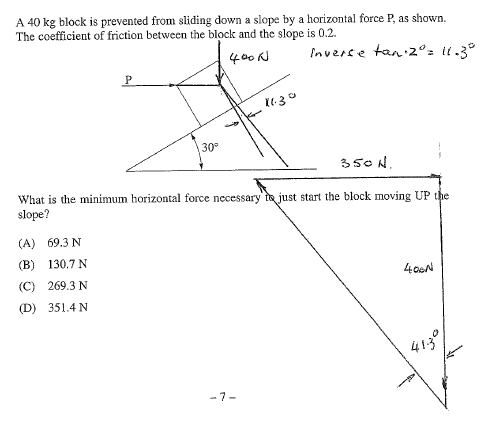 A 40 kg block is prevented from sliding down a slope by a horizontal force P, as shown.
The coefficient of friction between the block and the slope is 0.2.
400N
Inverse tan·2° = 11.3°
P
11.3°
30°
350 N.
What is the minimum horizontal force necessary to just start the block moving UP the
slope?
(A) 69.3 N
(B) 130.7 N
(C) 269.3 N
(D) 351.4 N
400N
41.3°
- 7 -